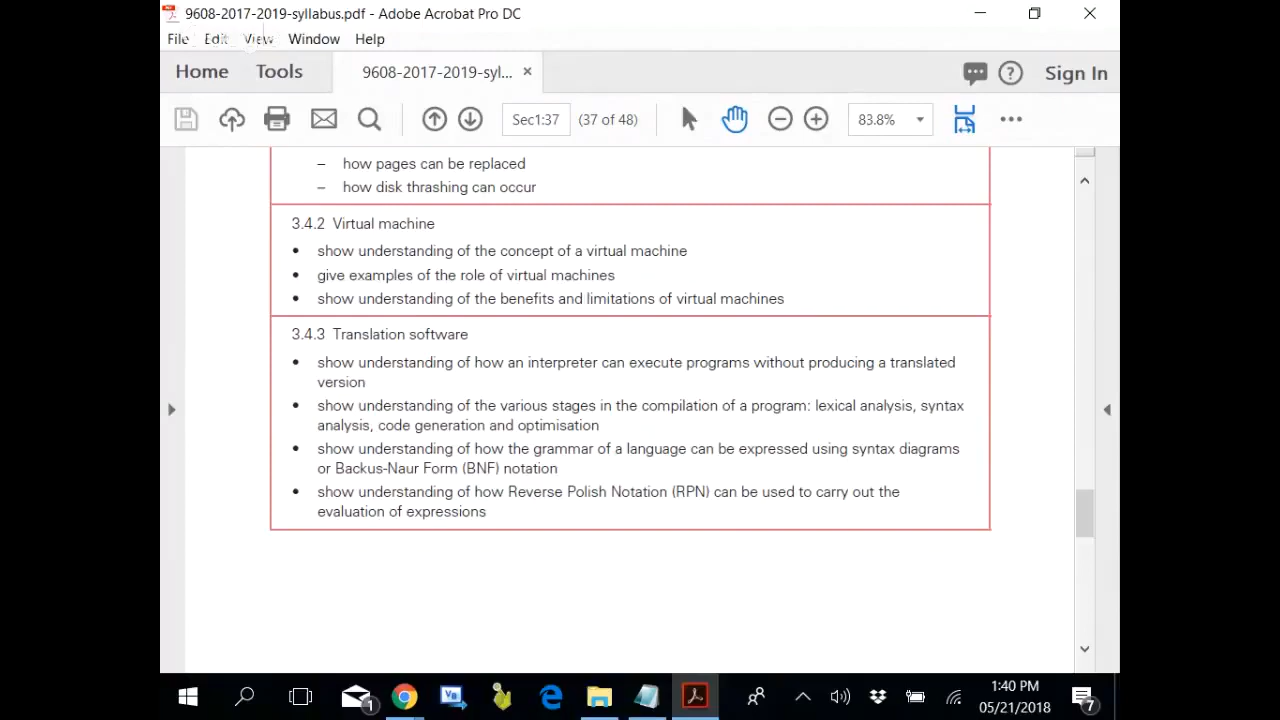 9608-2017-2019-syllabus.pdf - Adobe Acrobat Pro DC
File Edit View Window Help
Home Tools 9608-2017-2019-syl... × Sign In
Sec1:37 (37 of 48) 83.8%
– how pages can be replaced
– how disk thrashing can occur
3.4.2 Virtual machine
• show understanding of the concept of a virtual machine
• give examples of the role of virtual machines
• show understanding of the benefits and limitations of virtual machines
3.4.3 Translation software
• show understanding of how an interpreter can execute programs without producing a translated
version
• show understanding of the various stages in the compilation of a program: lexical analysis, syntax
analysis, code generation and optimisation
• show understanding of how the grammar of a language can be expressed using syntax diagrams
or Backus-Naur Form (BNF) notation
• show understanding of how Reverse Polish Notation (RPN) can be used to carry out the
evaluation of expressions
1
1:40 PM
05/21/2018
7